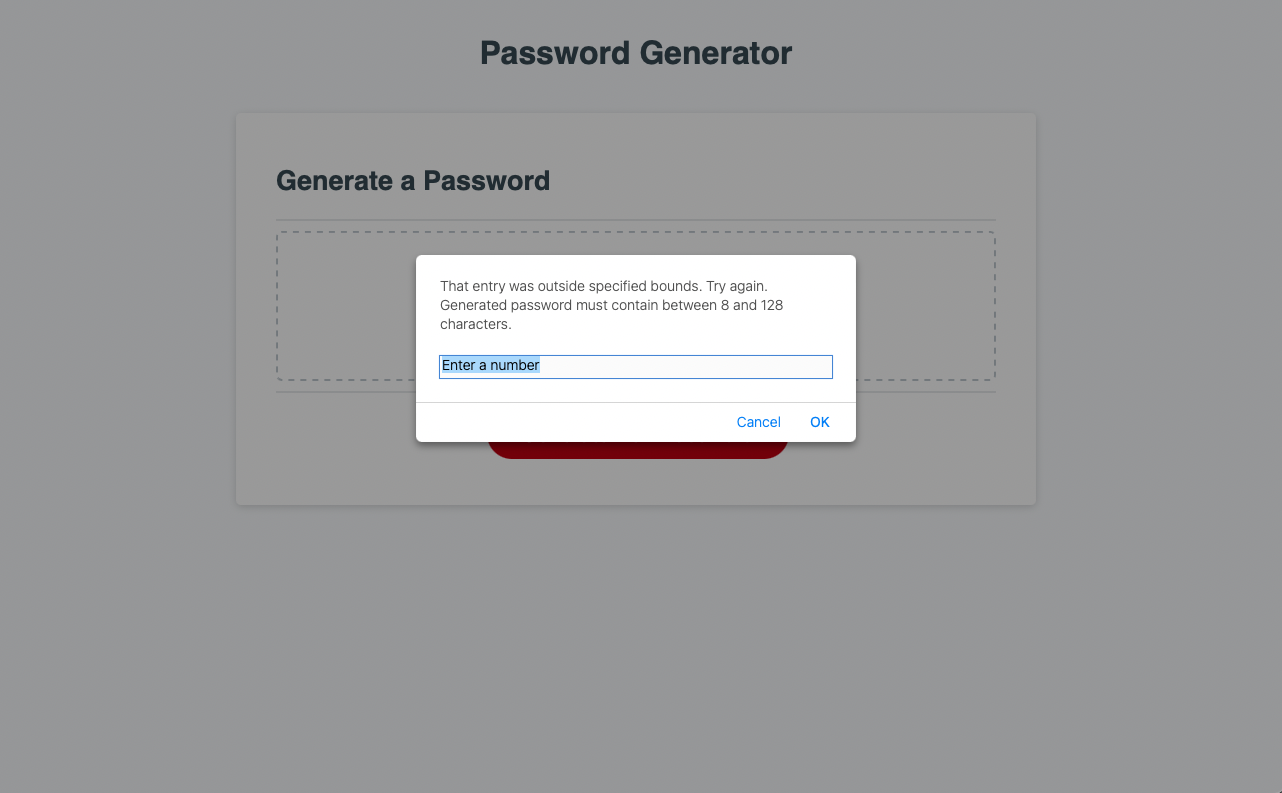 Password Generator
Generate a Password
That entry was outside specified bounds. Try again.
Generated password must contain between 8 and 128
characters.
Enter a number
Cancel OK